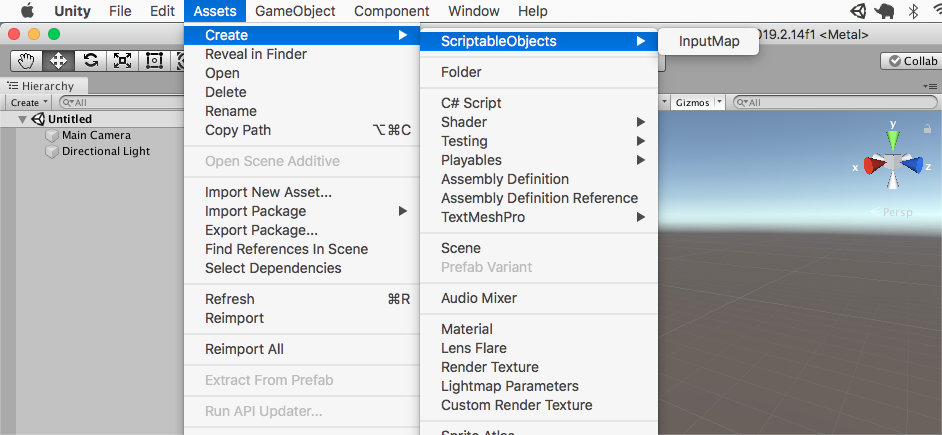 Unity File Edit Assets GameObject Component Window Help
019.2.14f1 <Metal>
Collab
Hierarchy
Create All
Untitled
Main Camera
Directional Light
Create
Reveal in Finder
Open
Delete
Rename
Copy Path ⌥⌘C
Open Scene Additive
Import New Asset...
Import Package
Export Package...
Find References In Scene
Select Dependencies
Refresh ⌘R
Reimport
Reimport All
Extract From Prefab
Run API Updater...
ScriptableObjects
Folder
C# Script
Shader
Testing
Playables
Assembly Definition
Assembly Definition Reference
TextMeshPro
Scene
Prefab Variant
Audio Mixer
Material
Lens Flare
Render Texture
Lightmap Parameters
Custom Render Texture
Sprite Atlas
InputMap
Gizmos All
y
x z
Persp